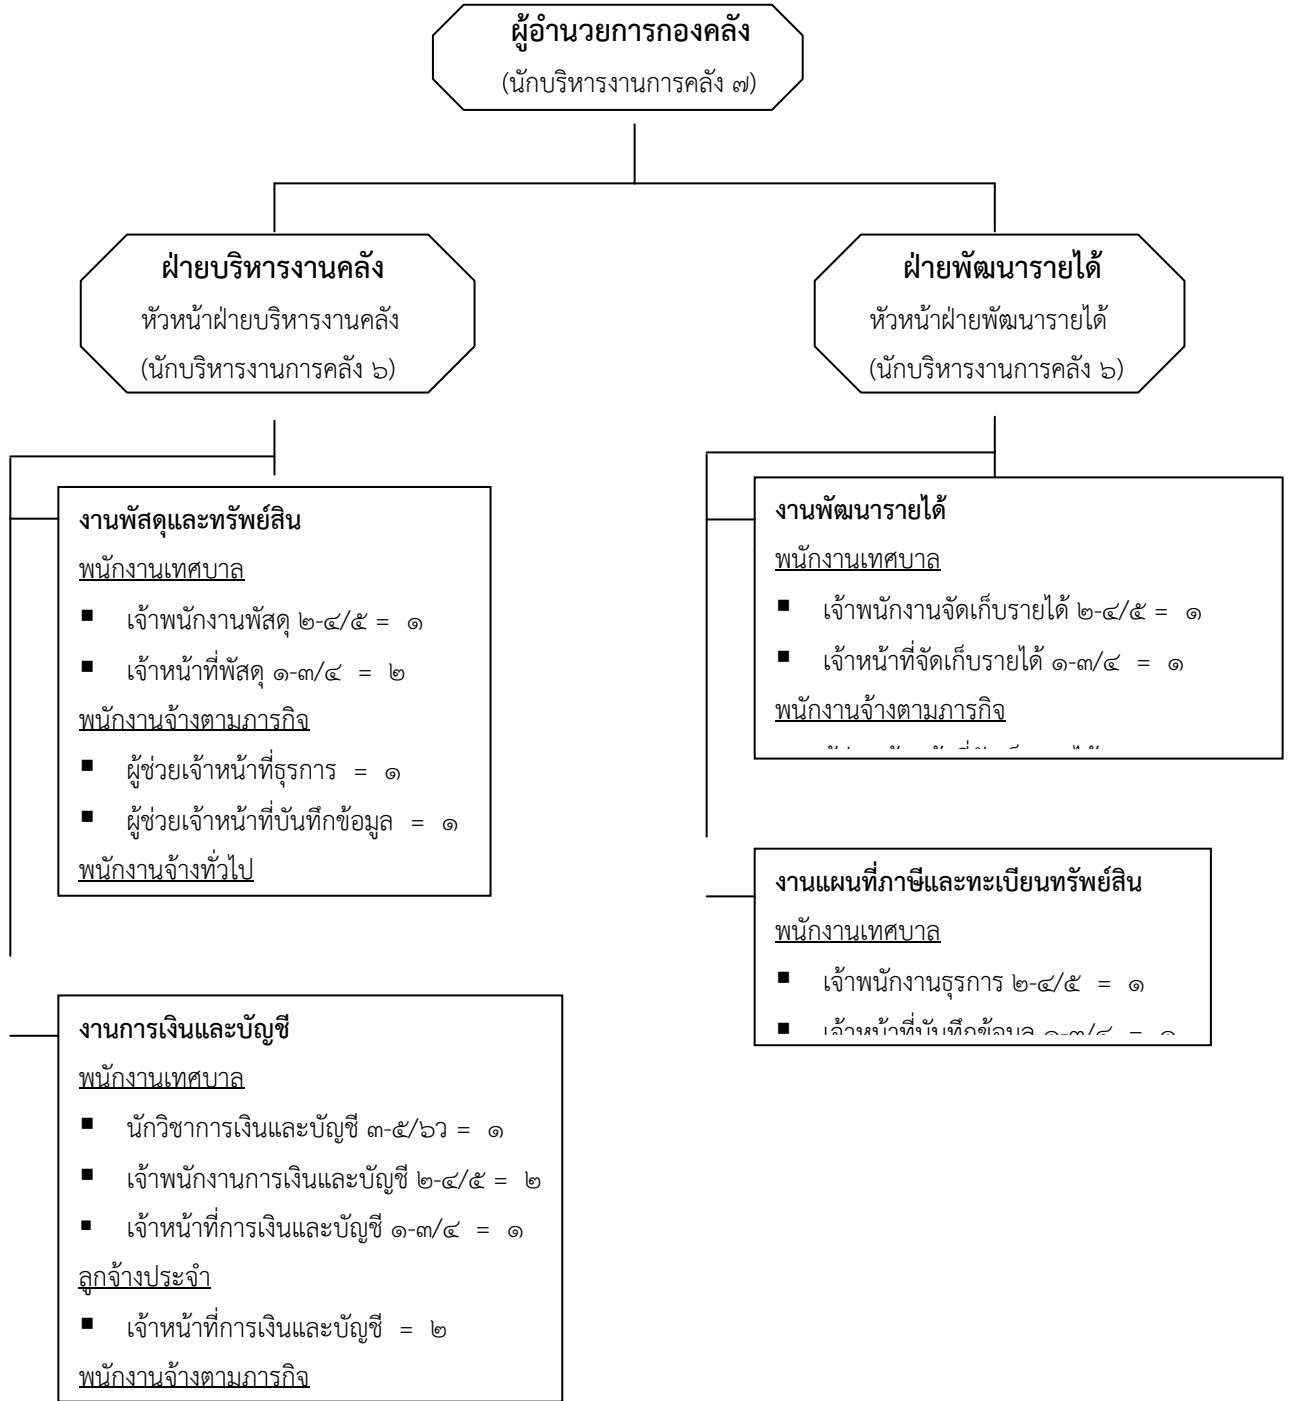 ผู้อำนวยการกองคลัง
(นักบริหารงานการคลัง ๗)
ฝ่ายบริหารงานคลัง
หัวหน้าฝ่ายบริหารงานคลัง
(นักบริหารงานการคลัง ๖)
ฝ่ายพัฒนารายได้
หัวหน้าฝ่ายพัฒนารายได้
(นักบริหารงานการคลัง ๖)
งานพัสดุและทรัพย์สิน
พนักงานเทศบาล
▪ เจ้าพนักงานพัสดุ ๒-๔/๕ = ๑
▪ เจ้าหน้าที่พัสดุ ๑-๓/๔ = ๒
พนักงานจ้างตามภารกิจ
▪ ผู้ช่วยเจ้าหน้าที่ธุรการ = ๑
▪ ผู้ช่วยเจ้าหน้าที่บันทึกข้อมูล = ๑
พนักงานจ้างทั่วไป
งานการเงินและบัญชี
พนักงานเทศบาล
▪ นักวิชาการเงินและบัญชี ๓-๕/๖ว = ๑
▪ เจ้าพนักงานการเงินและบัญชี ๒-๔/๕ = ๒
▪ เจ้าหน้าที่การเงินและบัญชี ๑-๓/๔ = ๑
ลูกจ้างประจำ
▪ เจ้าหน้าที่การเงินและบัญชี = ๒
พนักงานจ้างตามภารกิจ
งานพัฒนารายได้
พนักงานเทศบาล
▪ เจ้าพนักงานจัดเก็บรายได้ ๒-๔/๕ = ๑
▪ เจ้าหน้าที่จัดเก็บรายได้ ๑-๓/๔ = ๑
พนักงานจ้างตามภารกิจ
งานแผนที่ภาษีและทะเบียนทรัพย์สิน
พนักงานเทศบาล
▪ เจ้าพนักงานธุรการ ๒-๔/๕ = ๑
▪ เจ้าหน้าที่บันทึกข้อมูล ๑-๓/๔ = ๑